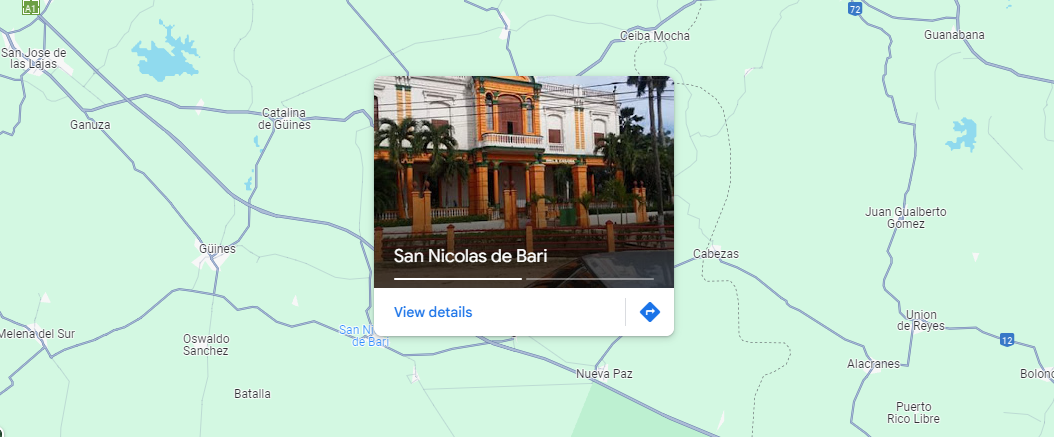 A1
72
Ceiba Mocha
Guanabana
San Jose de
las Lajas
Catalina
de Güines
Ganuza
Juan Gualberto
Gómez
Güines
San Nicolas de Bari
Cabezas
View details
Melena del Sur
Oswaldo
Sanchez
San Ni
de Bari
Union
de Reyes
12
Nueva Paz
Alacranes
Bolon
Batalla
Puerto
Rico Libre